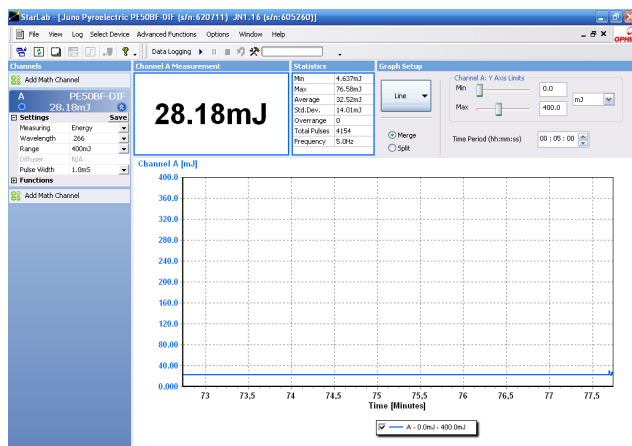 StarLab - [Juno Pyroelectric PE50BF-DIF (s/n:620711) JN1.16 (s/n:605260)]
File View Log Select Device Advanced Functions Options Window Help
OPHIR
Data Logging
Channels
Add Math Channel
A PE50BF-DIF
28.18mJ
Settings Save
Measuring Energy
Wavelength 266
Range 400mJ
Diffuser N/A
Pulse Width 1.0mS
Functions
Add Math Channel
Channel A Measurement
28.18mJ
Statistics
Min 4.637mJ
Max 76.58mJ
Average 32.52mJ
Std.Dev. 14.01mJ
Overrange 0
Total Pulses 4154
Frequency 5.0Hz
Graph Setup
Line
Merge
Split
Channel A: Y Axis Limits
Min 0.0
Max 400.0
mJ
Time Period (hh:mm:ss) 00 : 05 : 00
Channel A [mJ]
400.0
360.0
320.0
280.0
240.0
200.0
160.0
120.0
80.00
40.00
0.000
73 73,5 74 74,5 75 75,5 76 76,5 77 77,5
Time [Minutes]
A - 0.0mJ - 400.0mJ